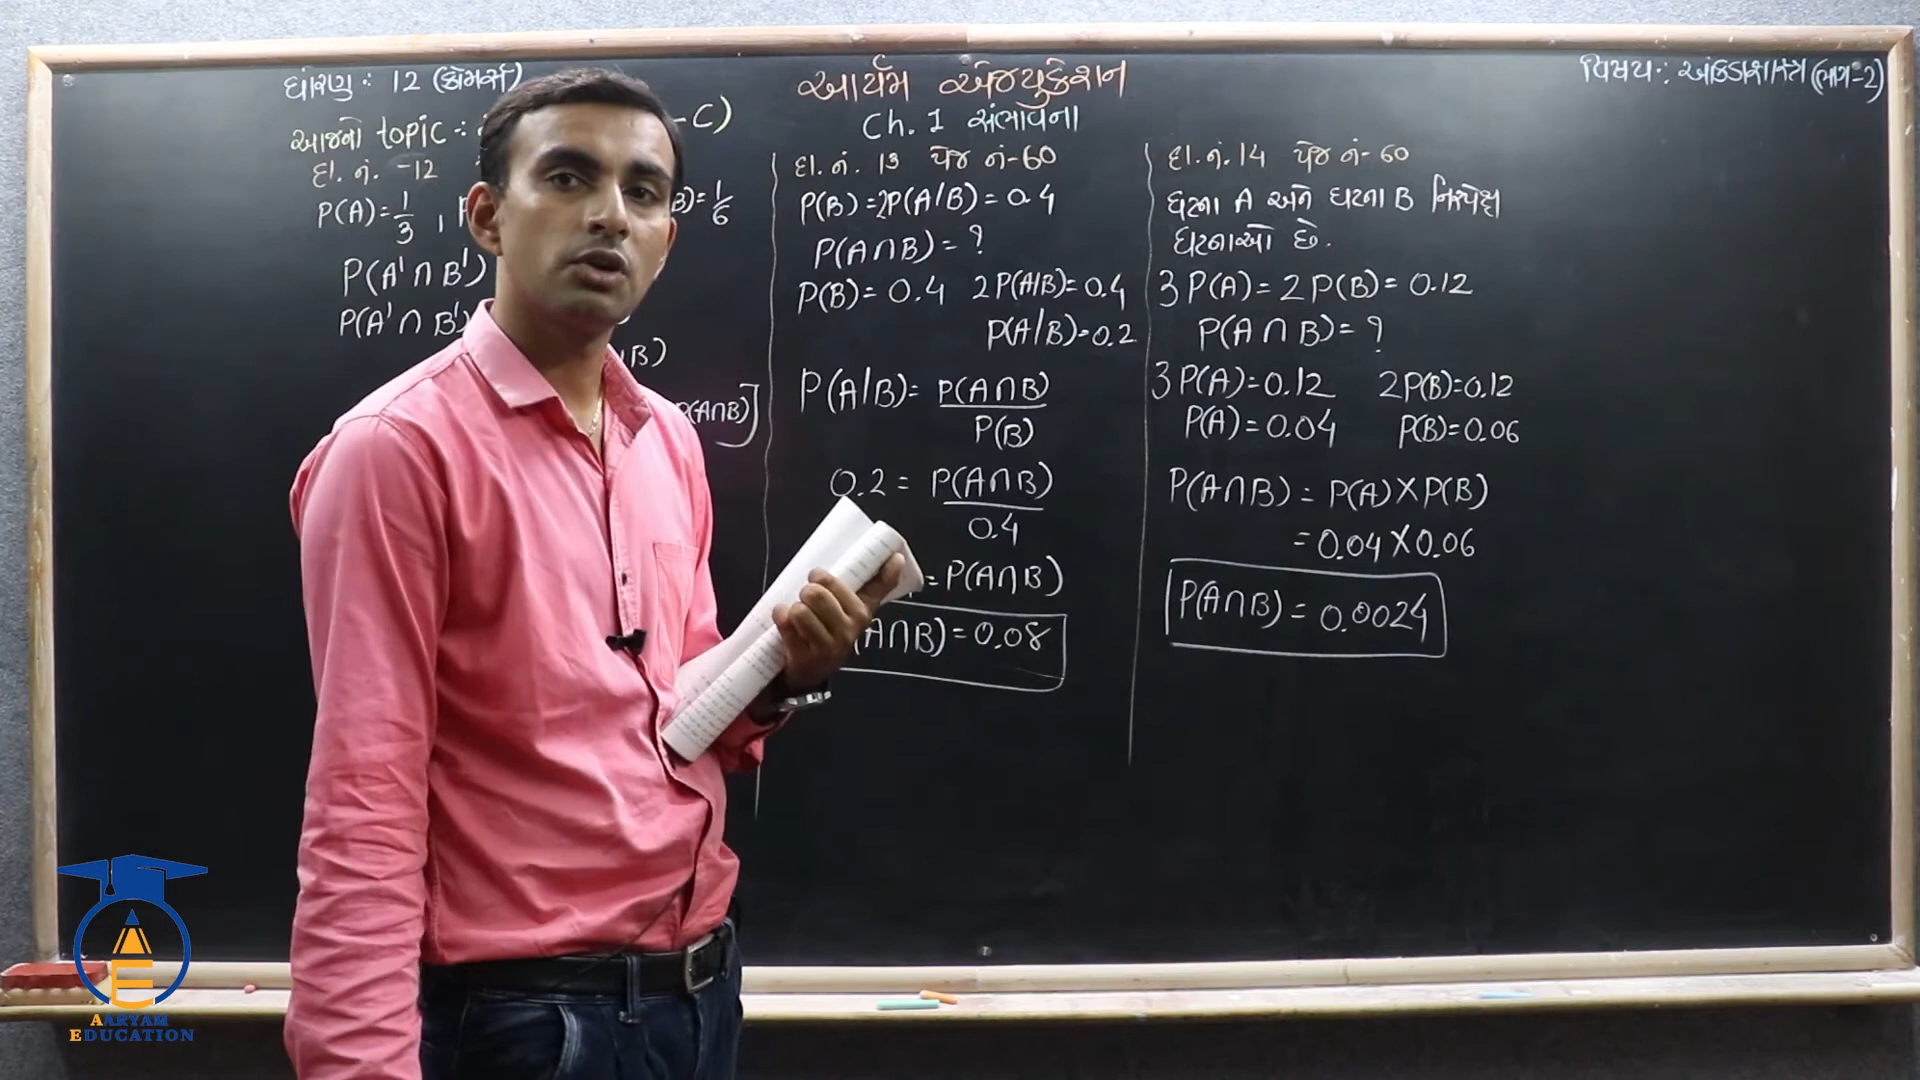 ધોરણ : 12 (કોમર્સ)
આજનો topic :-
-C)
દા. નં. -12
P(A)=1/3 ,
B)=1/6
P(A'∩B')
P(A'∩B')
B)
P(A∩B)]
આર્યમ એજ્યુકેશન
Ch. 1 સંભાવના
દા. નં. 13 પેજ નં-60
P(B)=2P(A/B)=0.4
P(A∩B)=?
P(B)=0.4 2P(A/B)=0.4
P(A/B)=0.2
P(A/B)= P(A∩B)/P(B)
0.2 = P(A∩B)/0.4
=P(A∩B)
A∩B)=0.08
વિષય : આંકડાશાસ્ત્ર (ભાગ-2)
દા. નં. 14 પેજ નં-60
ઘટના A અને ઘટના B નિરપેક્ષ
ઘટનાઓ છે.
3 P(A) = 2 P(B) = 0.12
P(A∩B)= ?
3 P(A)=0.12 2P(B)=0.12
P(A)=0.04 P(B)=0.06
P(A∩B) = P(A)×P(B)
=0.04×0.06
P(A∩B) = 0.0024
AARYAM
EDUCATION